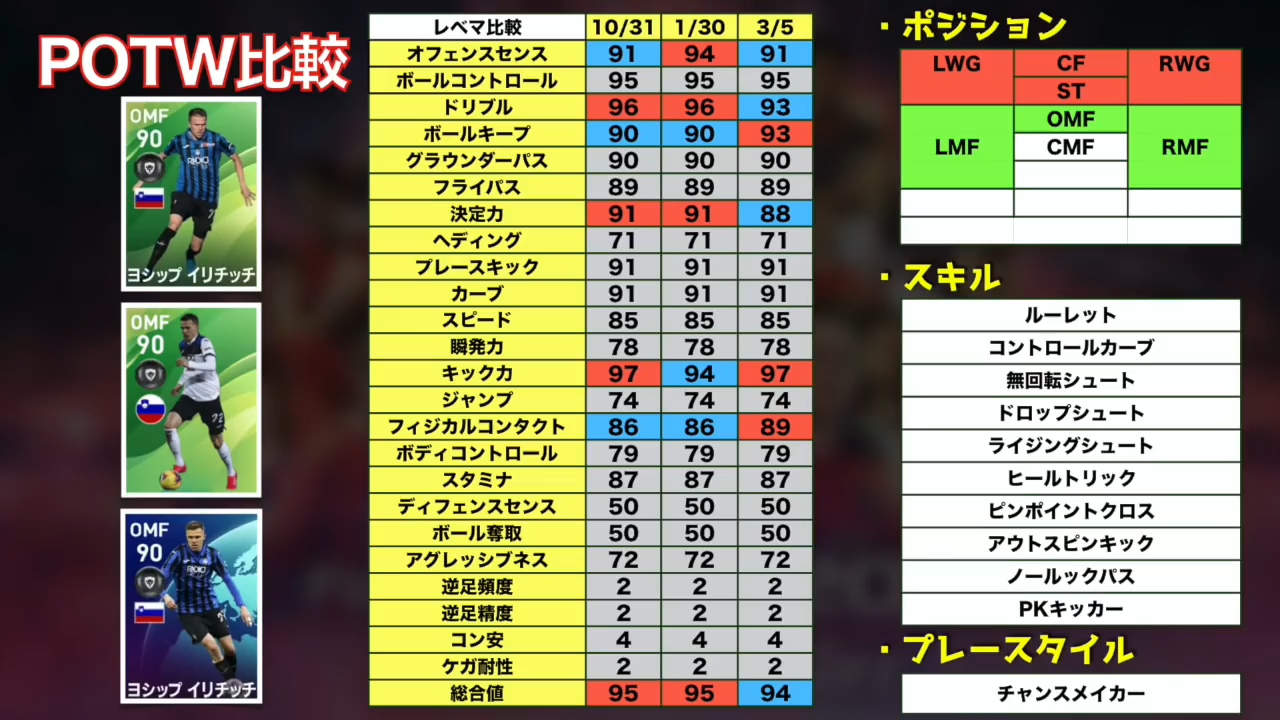 POTW比較
OMF
90
ヨシップ イリチッチ
OMF
90
72
OMF
90
ヨシップ イリチッチ
レベマ比較 10/31 1/30 3/5
オフェンスセンス 91 94 91
ボールコントロール 95 95 95
ドリブル 96 96 93
ボールキープ 90 90 93
グラウンダーパス 90 90 90
フライパス 89 89 89
決定力 91 91 88
ヘディング 71 71 71
プレースキック 91 91 91
カーブ 91 91 91
スピード 85 85 85
瞬発力 78 78 78
キック力 97 94 97
ジャンプ 74 74 74
フィジカルコンタクト 86 86 89
ボディコントロール 79 79 79
スタミナ 87 87 87
ディフェンスセンス 50 50 50
ボール奪取 50 50 50
アグレッシブネス 72 72 72
逆足頻度 2 2 2
逆足精度 2 2 2
コン安 4 4 4
ケガ耐性 2 2 2
総合値 95 95 94
・ポジション
LWG CF RWG
ST
OMF
LMF CMF RMF
・スキル
ルーレット
コントロールカーブ
無回転シュート
ドロップシュート
ライジングシュート
ヒールトリック
ピンポイントクロス
アウトスピンキック
ノールックパス
PKキッカー
・プレースタイル
チャンスメイカー